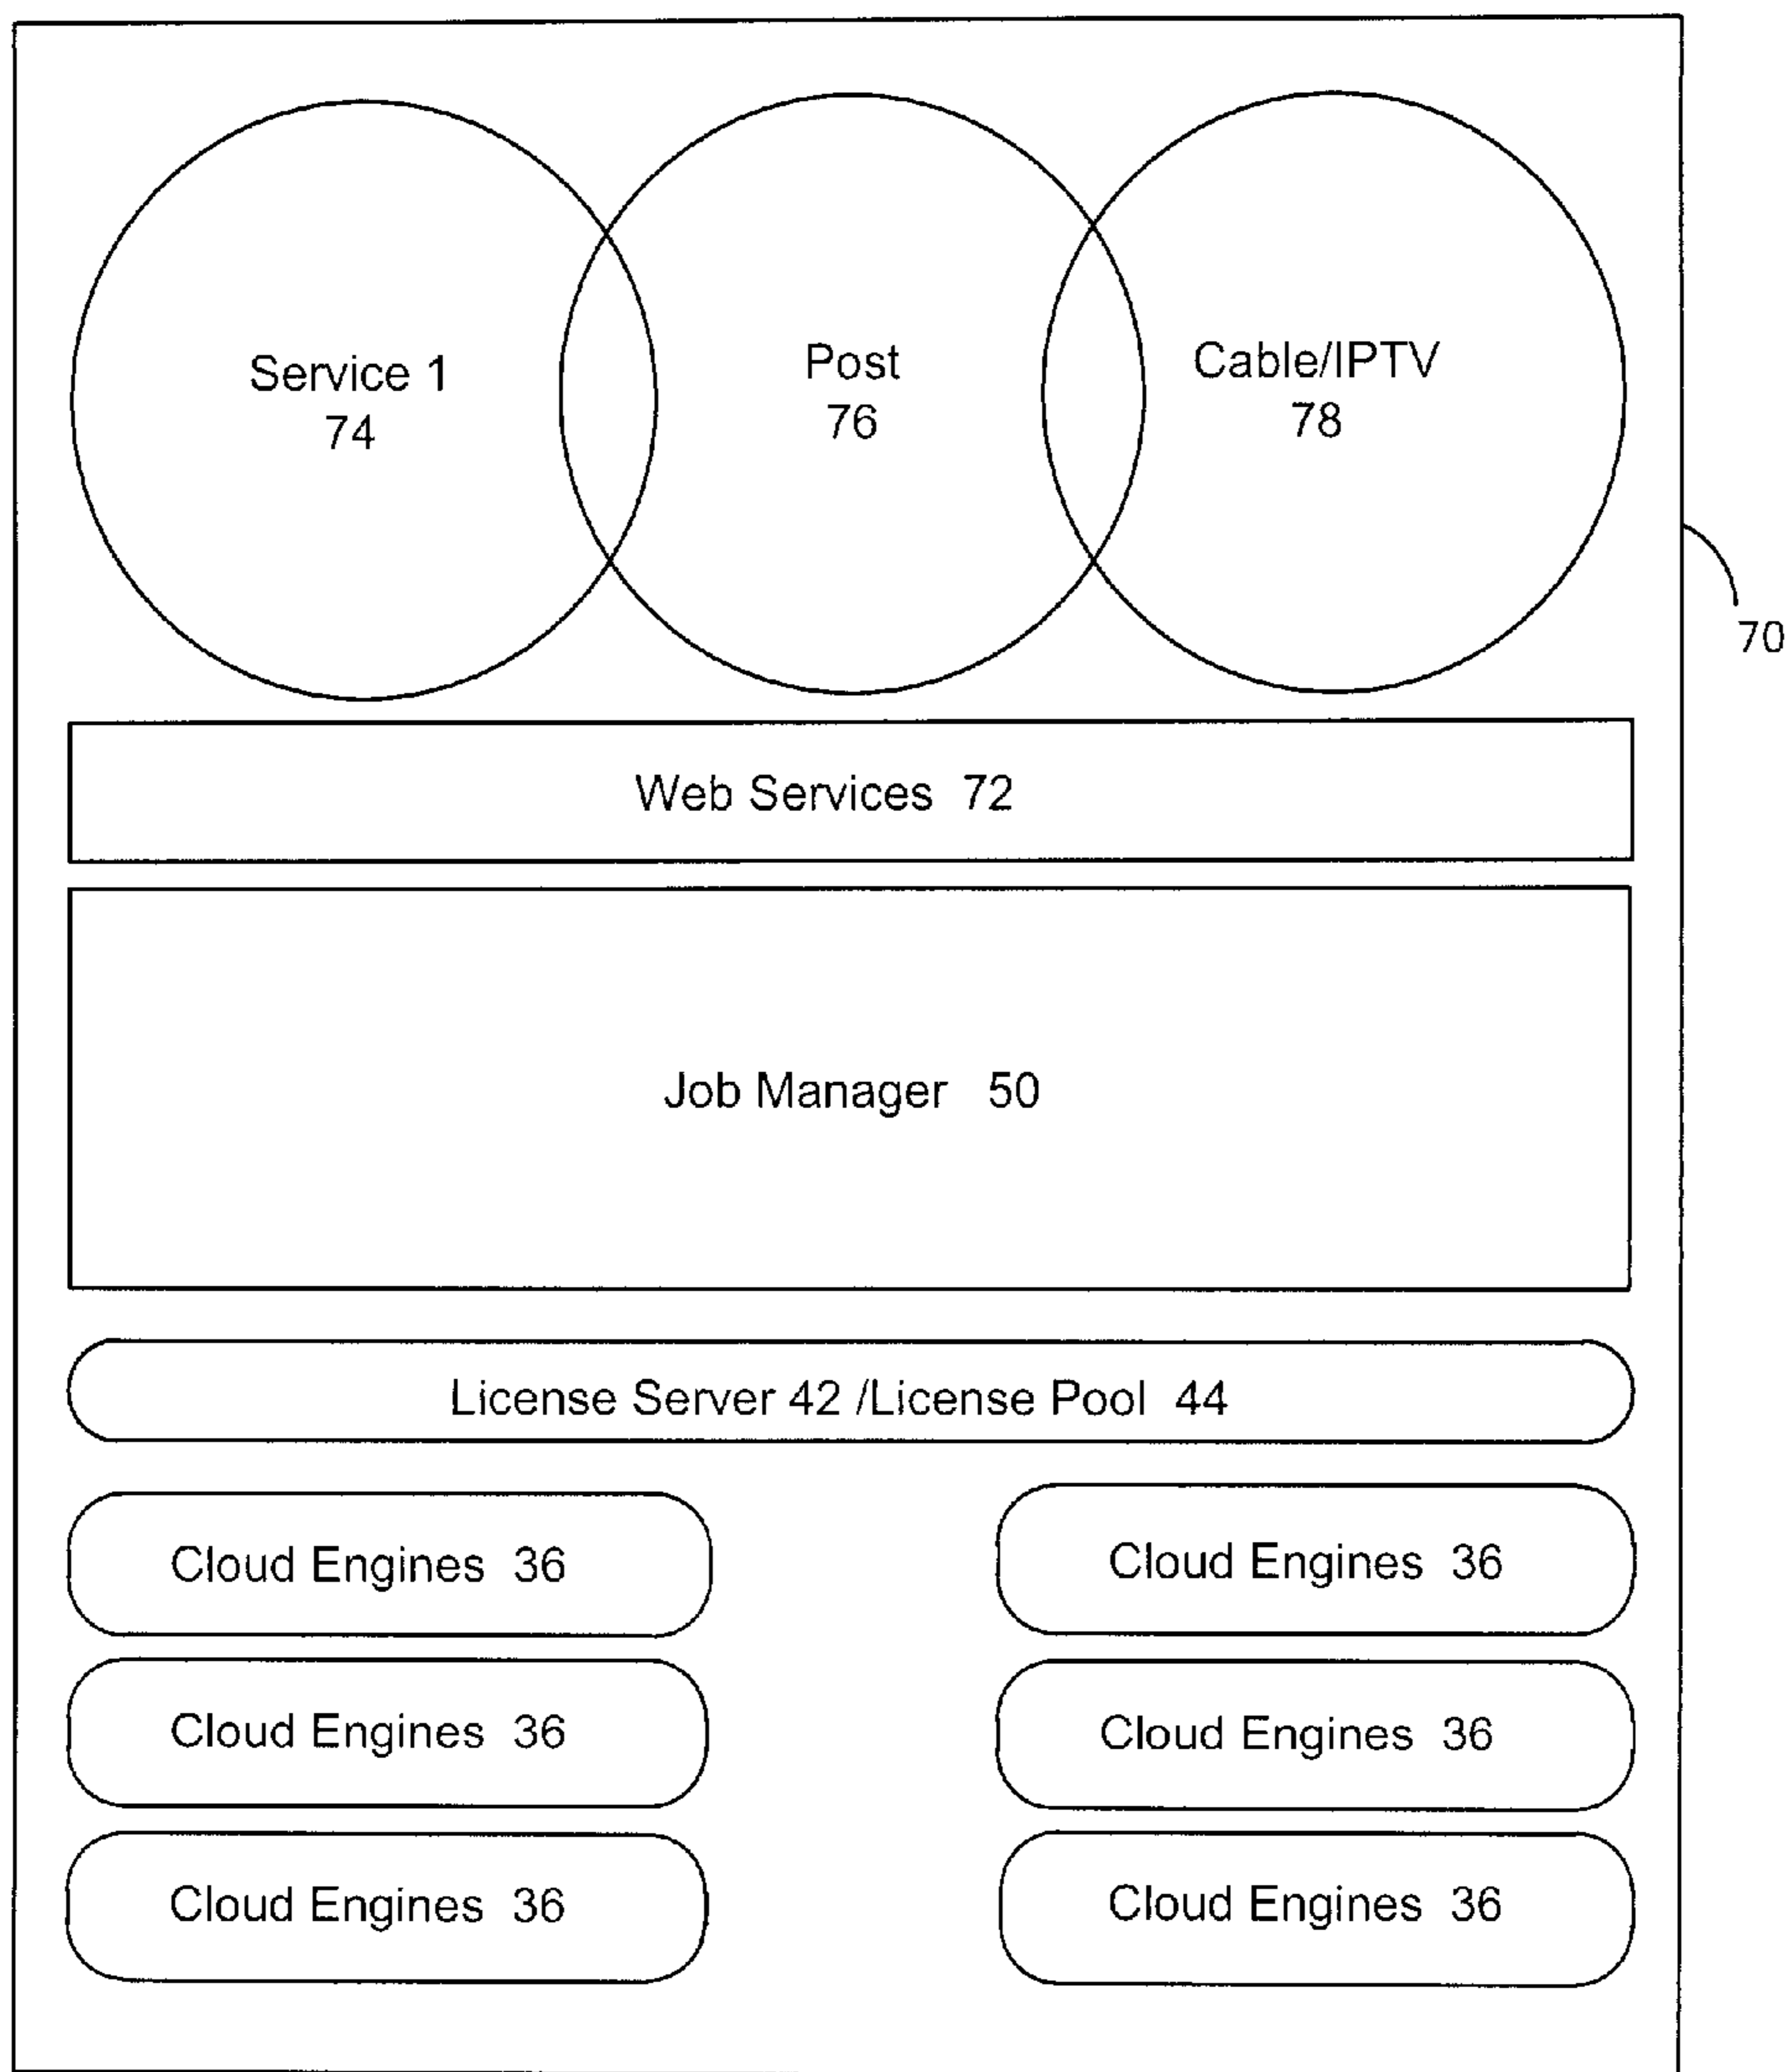 Service 1
74
Post
76
Cable/IPTV
78
70
Web Services 72
Job Manager 50
License Server 42 /License Pool 44
Cloud Engines 36
Cloud Engines 36
Cloud Engines 36
Cloud Engines 36
Cloud Engines 36
Cloud Engines 36